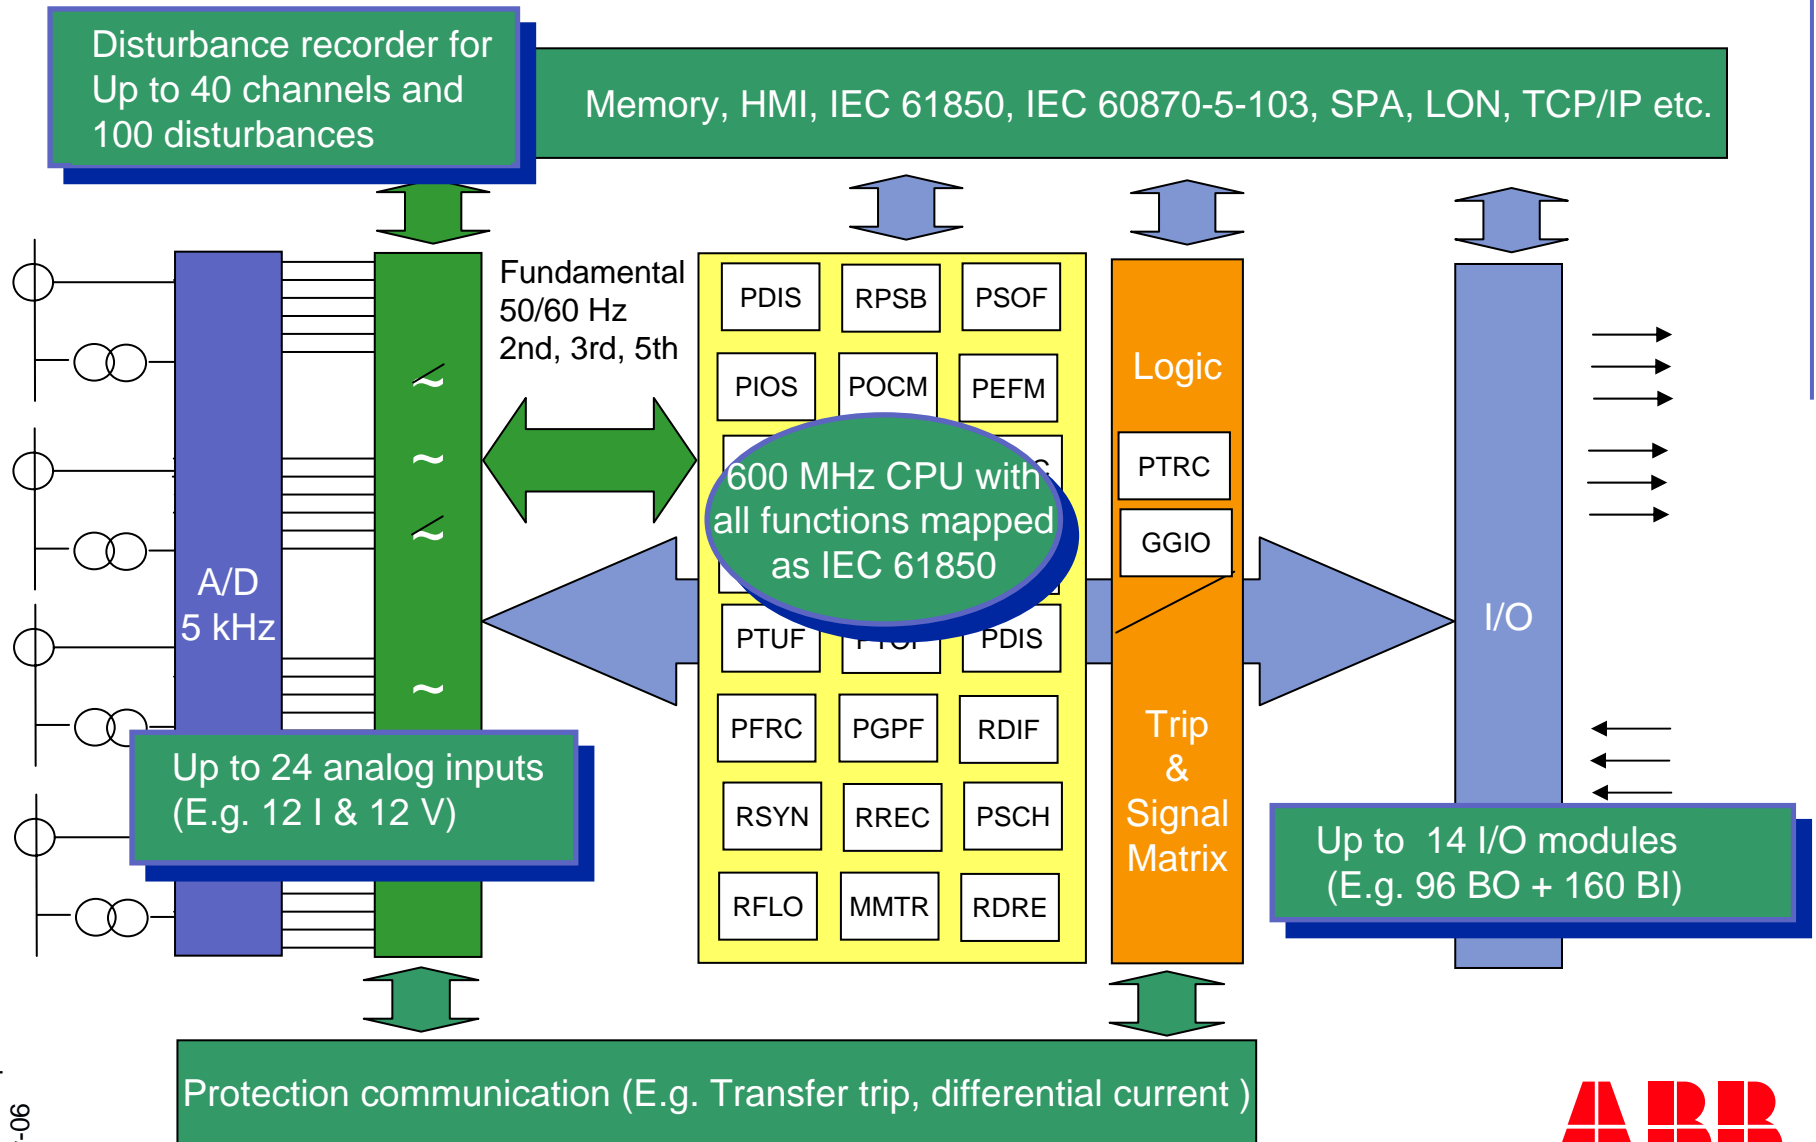 Disturbance recorder for
Up to 40 channels and
100 disturbances
Memory, HMI, IEC 61850, IEC 60870-5-103, SPA, LON, TCP/IP etc.
Fundamental
50/60 Hz
2nd, 3rd, 5th
A/D
5 kHz
~
~
~
~
PDIS RPSB PSOF
PIOS POCM PEFM
600 MHz CPU with
all functions mapped
as IEC 61850
PTUF PDIS
PFRC PGPF RDIF
RSYN RREC PSCH
RFLO MMTR RDRE
Logic
PTRC
GGIO
Trip
&
Signal
Matrix
I/O
Up to 24 analog inputs
(E.g. 12 I & 12 V)
Up to 14 I/O modules
(E.g. 96 BO + 160 BI)
Protection communication (E.g. Transfer trip, differential current )
ABB